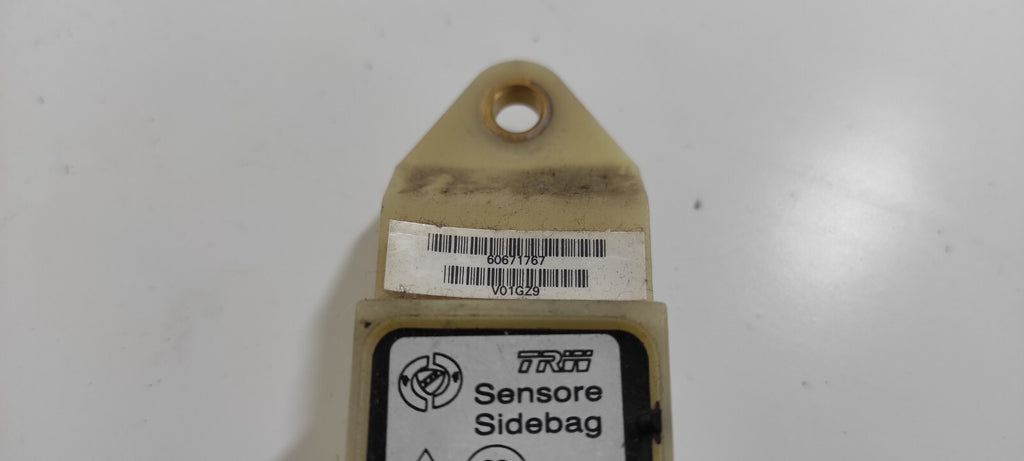 60671767
V01GZ9
TRW
Sensore
Sidebag